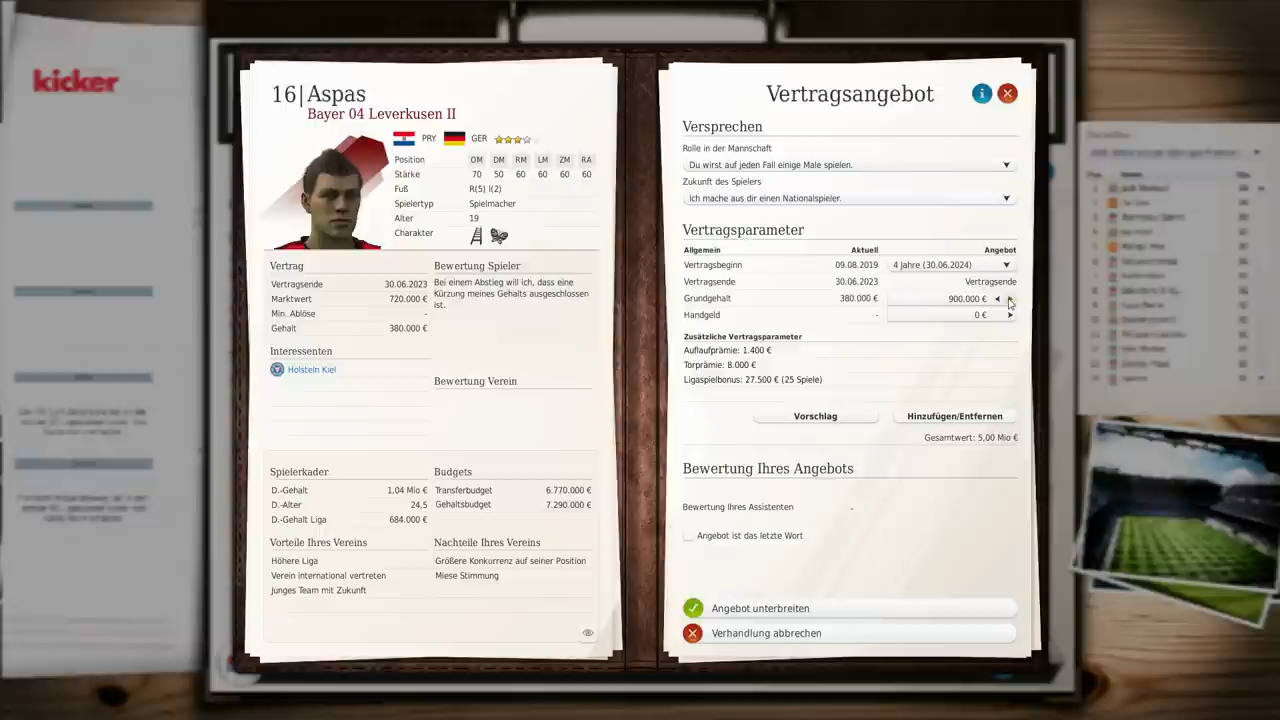 kicker
16|Aspas
Bayer 04 Leverkusen II
PRY GER
Position OM DM RM LM ZM RA
Stärke 70 50 60 60 60 60
Fuß R(5) l(2)
Spielertyp Spielmacher
Alter 19
Charakter
Vertrag
Vertragsende 30.06.2023
Marktwert 720.000 €
Min. Ablöse -
Gehalt 380.000 €
Bewertung Spieler
Bei einem Abstieg will ich, dass eine
Kürzung meines Gehalts ausgeschlossen
ist.
Interessenten
Holstein Kiel
Bewertung Verein
Spielerkader
D.-Gehalt 1,04 Mio €
D.-Alter 24,5
D.-Gehalt Liga 684.000 €
Budgets
Transferbudget 6.770.000 €
Gehaltsbudget 7.290.000 €
Vorteile Ihres Vereins
Höhere Liga
Verein international vertreten
Junges Team mit Zukunft
Nachteile Ihres Vereins
Größere Konkurrenz auf seiner Position
Miese Stimmung
Vertragsangebot
Versprechen
Rolle in der Mannschaft
Du wirst auf jeden Fall einige Male spielen.
Zukunft des Spielers
Ich mache aus dir einen Nationalspieler.
Vertragsparameter
Allgemein Aktuell Angebot
Vertragsbeginn 09.08.2019 4 Jahre (30.06.2024)
Vertragsende 30.06.2023 Vertragsende
Grundgehalt 380.000 € 900.000 €
Handgeld - 0 €
Zusätzliche Vertragsparameter
Auflaufprämie: 1.400 €
Torprämie: 8.000 €
Ligaspielbonus: 27.500 € (25 Spiele)
Vorschlag Hinzufügen/Entfernen
Gesamtwert: 5,00 Mio €
Bewertung Ihres Angebots
Bewertung Ihres Assistenten -
Angebot ist das letzte Wort
Angebot unterbreiten
Verhandlung abbrechen